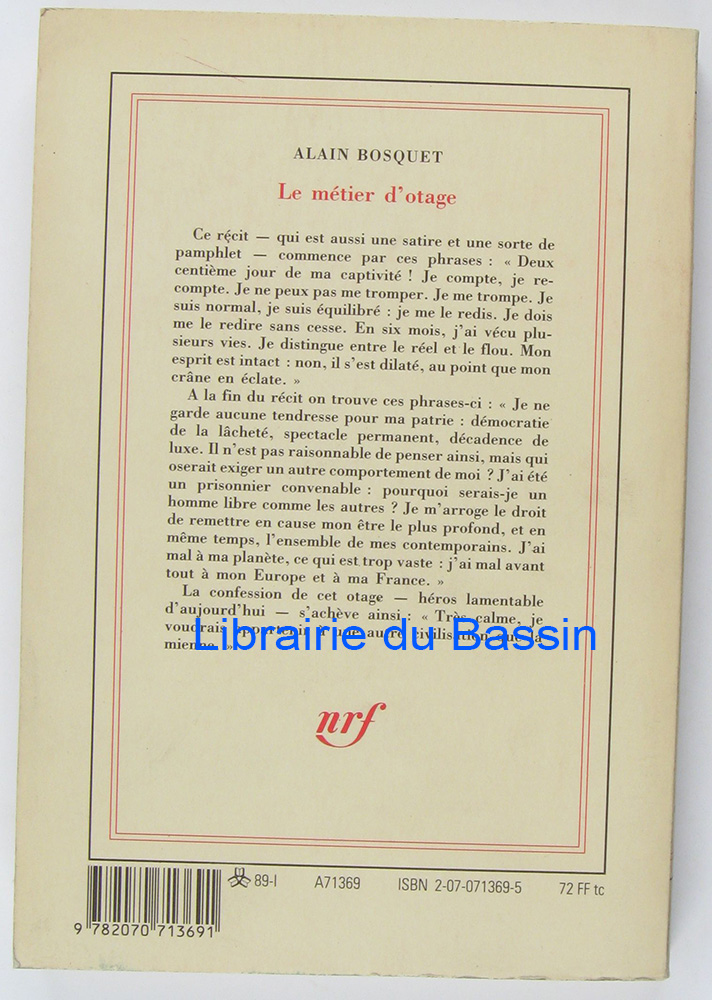 ALAIN BOSQUET
Le métier d'otage
Ce récit — qui est aussi une satire et une sorte de
pamphlet — commence par ces phrases : « Deux
centième jour de ma captivité ! Je compte, je re-
compte. Je ne peux pas me tromper. Je me trompe. Je
suis normal, je suis équilibré : je me le redis. Je dois
me le redire sans cesse. En six mois, j'ai vécu plu-
sieurs vies. Je distingue entre le réel et le flou. Mon
esprit est intact : non, il s'est dilaté, au point que mon
crâne en éclate. »
A la fin du récit on trouve ces phrases-ci : « Je ne
garde aucune tendresse pour ma patrie : démocratie
de la lâcheté, spectacle permanent, décadence de
luxe. Il n'est pas raisonnable de penser ainsi, mais qui
oserait exiger un autre comportement de moi ? J'ai été
un prisonnier convenable : pourquoi serais-je un
homme libre comme les autres ? Je m'arroge le droit
de remettre en cause mon être le plus profond, et en
même temps, l'ensemble de mes contemporains. J'ai
mal à ma planète, ce qui est trop vaste : j'ai mal avant
tout à mon Europe et à ma France. »
La confession de cet otage — héros lamentable
d'aujourd'hui — s'achève ainsi : « Très calme, je
voudrais appartenir à une autre civilisation que la
mienne. »
Librairie du Bassin
nrf
89-I A71369 ISBN 2-07-071369-5 72 FF tc
9 782070 713691